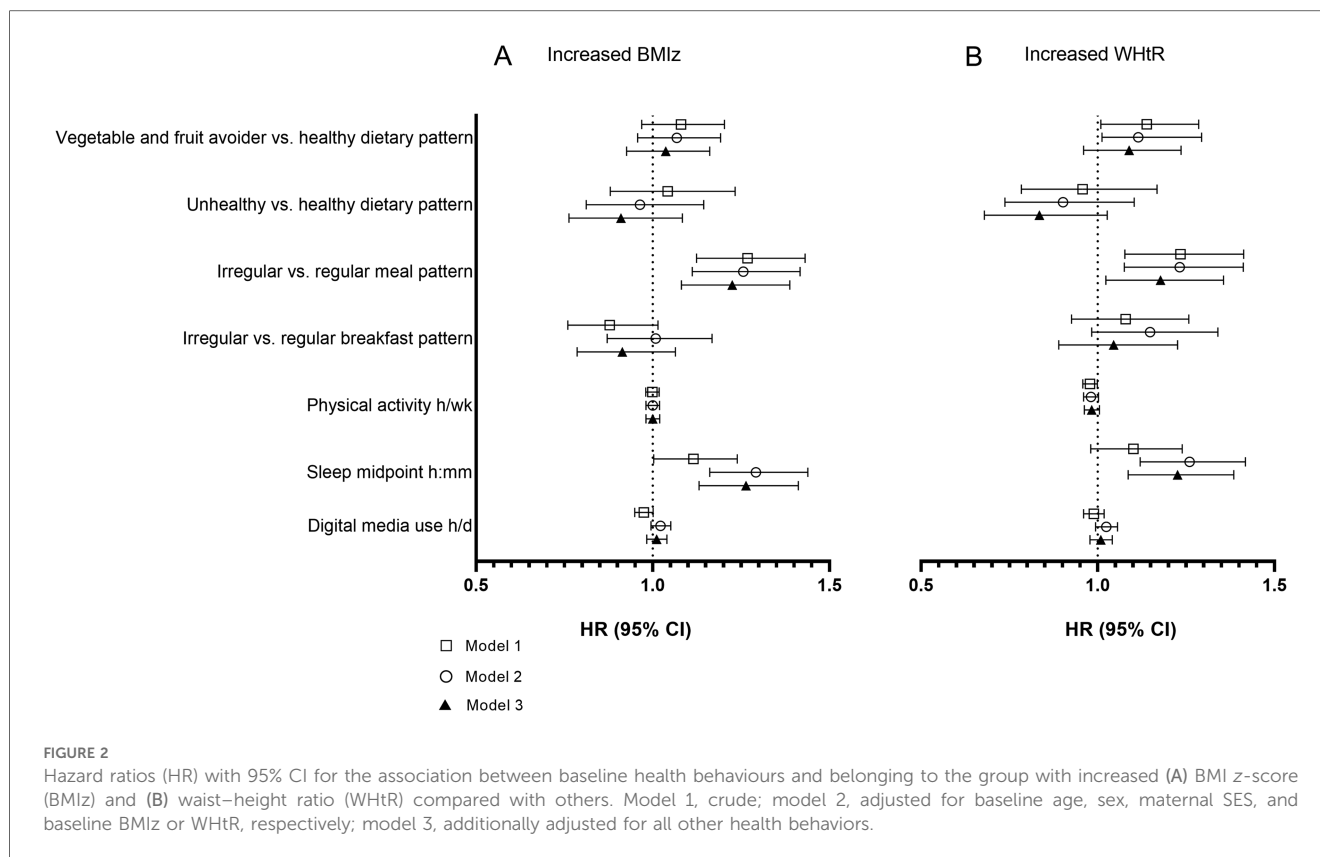 A Increased BMIz
B Increased WHtR
Vegetable and fruit avoider vs. healthy dietary pattern
Unhealthy vs. healthy dietary pattern
Irregular vs. regular meal pattern
Irregular vs. regular breakfast pattern
Physical activity h/wk
Sleep midpoint h:mm
Digital media use h/d
0.5 1.0 1.5
0.5 1.0 1.5
HR (95% CI)
HR (95% CI)
Model 1
Model 2
Model 3
FIGURE 2
Hazard ratios (HR) with 95% CI for the association between baseline health behaviours and belonging to the group with increased (A) BMI z-score
(BMIz) and (B) waist–height ratio (WHtR) compared with others. Model 1, crude; model 2, adjusted for baseline age, sex, maternal SES, and
baseline BMIz or WHtR, respectively; model 3, additionally adjusted for all other health behaviors.